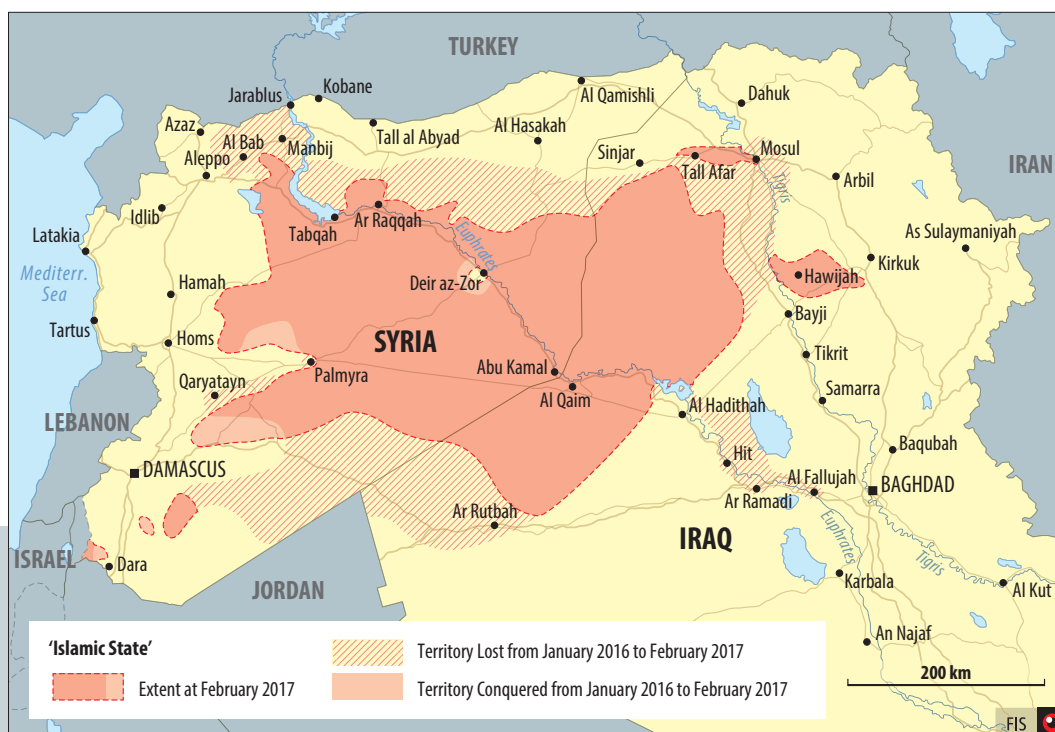 TURKEY
Kobane
Jarablus
Al Qamishli
Dahuk
Azaz
Al Bab
Manbij
Tall al Abyad
Al Hasakah
Sinjar
Mosul
Aleppo
Tall Afar
IRAN
Tigris
Arbil
Idlib
Ar Raqqah
Tabqah
Latakia
Euphrates
As Sulaymaniyah
Kirkuk
Mediterr.
Sea
Hamah
Deir az-Zor
Hawijah
Tartus
Homs
SYRIA
Bayji
Palmyra
Abu Kamal
Tikrit
Qaryatayn
Al Qaim
Samarra
LEBANON
Al Hadithah
Baqubah
DAMASCUS
Hit
Al Fallujah
BAGHDAD
Ar Ramadi
Ar Rutbah
IRAQ
Euphrates
Tigris
ISRAEL
Dara
JORDAN
Karbala
Al Kut
An Najaf
'Islamic State'
Territory Lost from January 2016 to February 2017
Extent at February 2017
Territory Conquered from January 2016 to February 2017
200 km
FIS